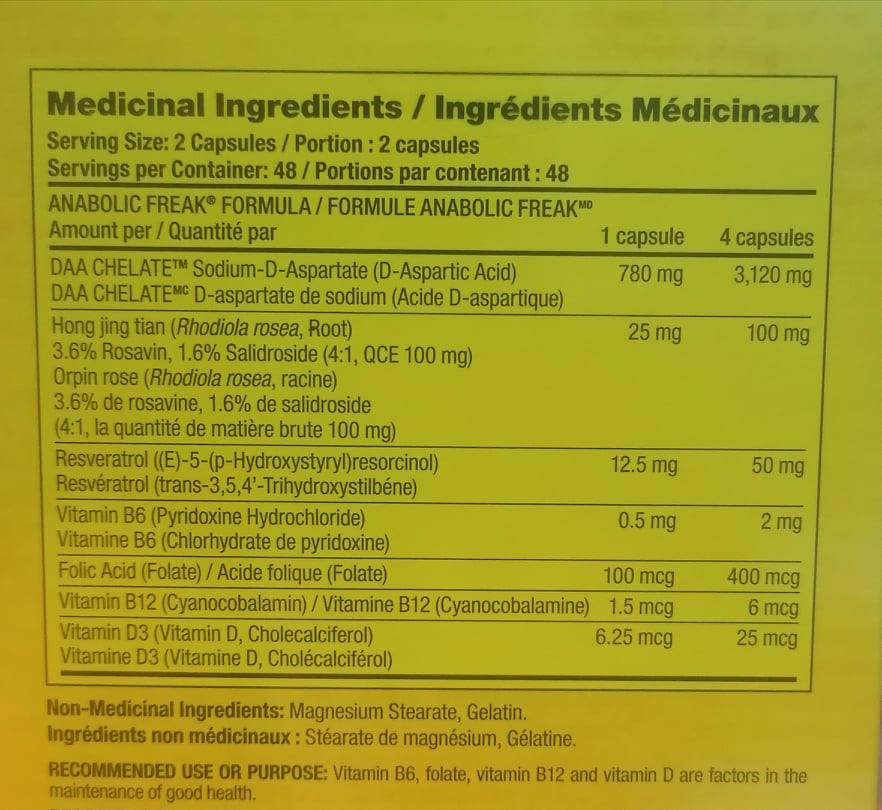 Medicinal Ingredients / Ingrédients Médicinaux
Serving Size: 2 Capsules / Portion : 2 capsules
Servings per Container: 48 / Portions par contenant : 48
ANABOLIC FREAK® FORMULA / FORMULE ANABOLIC FREAKᴹᴰ
Amount per / Quantité par 1 capsule 4 capsules
DAA CHELATE™ Sodium-D-Aspartate (D-Aspartic Acid) 780 mg 3,120 mg
DAA CHELATEᴹᶜ D-aspartate de sodium (Acide D-aspartique)
Hong jing tian (Rhodiola rosea, Root) 25 mg 100 mg
3.6% Rosavin, 1.6% Salidroside (4:1, QCE 100 mg)
Orpin rose (Rhodiola rosea, racine)
3.6% de rosavine, 1.6% de salidroside
(4:1, la quantité de matière brute 100 mg)
Resveratrol ((E)-5-(p-Hydroxystyryl)resorcinol) 12.5 mg 50 mg
Resvératrol (trans-3,5,4'-Trihydroxystilbéne)
Vitamin B6 (Pyridoxine Hydrochloride) 0.5 mg 2 mg
Vitamine B6 (Chlorhydrate de pyridoxine)
Folic Acid (Folate) / Acide folique (Folate) 100 mcg 400 mcg
Vitamin B12 (Cyanocobalamin) / Vitamine B12 (Cyanocobalamine) 1.5 mcg 6 mcg
Vitamin D3 (Vitamin D, Cholecalciferol) 6.25 mcg 25 mcg
Vitamine D3 (Vitamine D, Cholécalciférol)
Non-Medicinal Ingredients: Magnesium Stearate, Gelatin.
Ingrédients non médicinaux : Stéarate de magnésium, Gélatine.
RECOMMENDED USE OR PURPOSE: Vitamin B6, folate, vitamin B12 and vitamin D are factors in the
maintenance of good health.